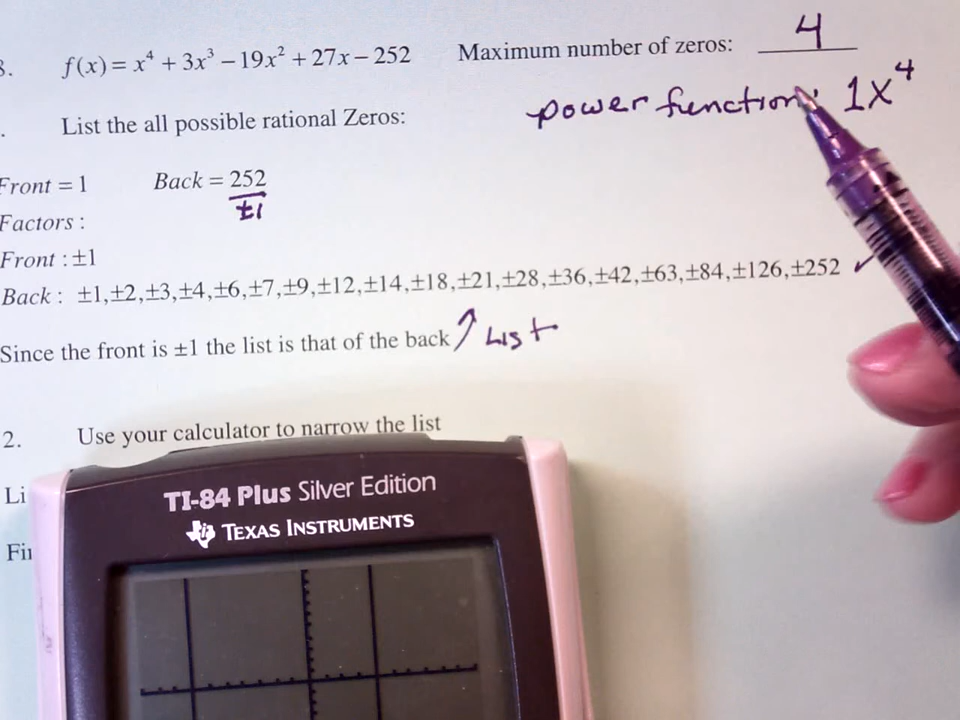 3. f(x) = x⁴ + 3x³ − 19x² + 27x − 252 Maximum number of zeros: 4
power function: 1x⁴
. List the all possible rational Zeros:
Front = 1 Back = 252
±1
Factors :
Front : ±1
Back : ±1,±2,±3,±4,±6,±7,±9,±12,±14,±18,±21,±28,±36,±42,±63,±84,±126,±252 ✓
Since the front is ±1 the list is that of the back List
2. Use your calculator to narrow the list
Li
Fin
TI-84 Plus Silver Edition
TEXAS INSTRUMENTS